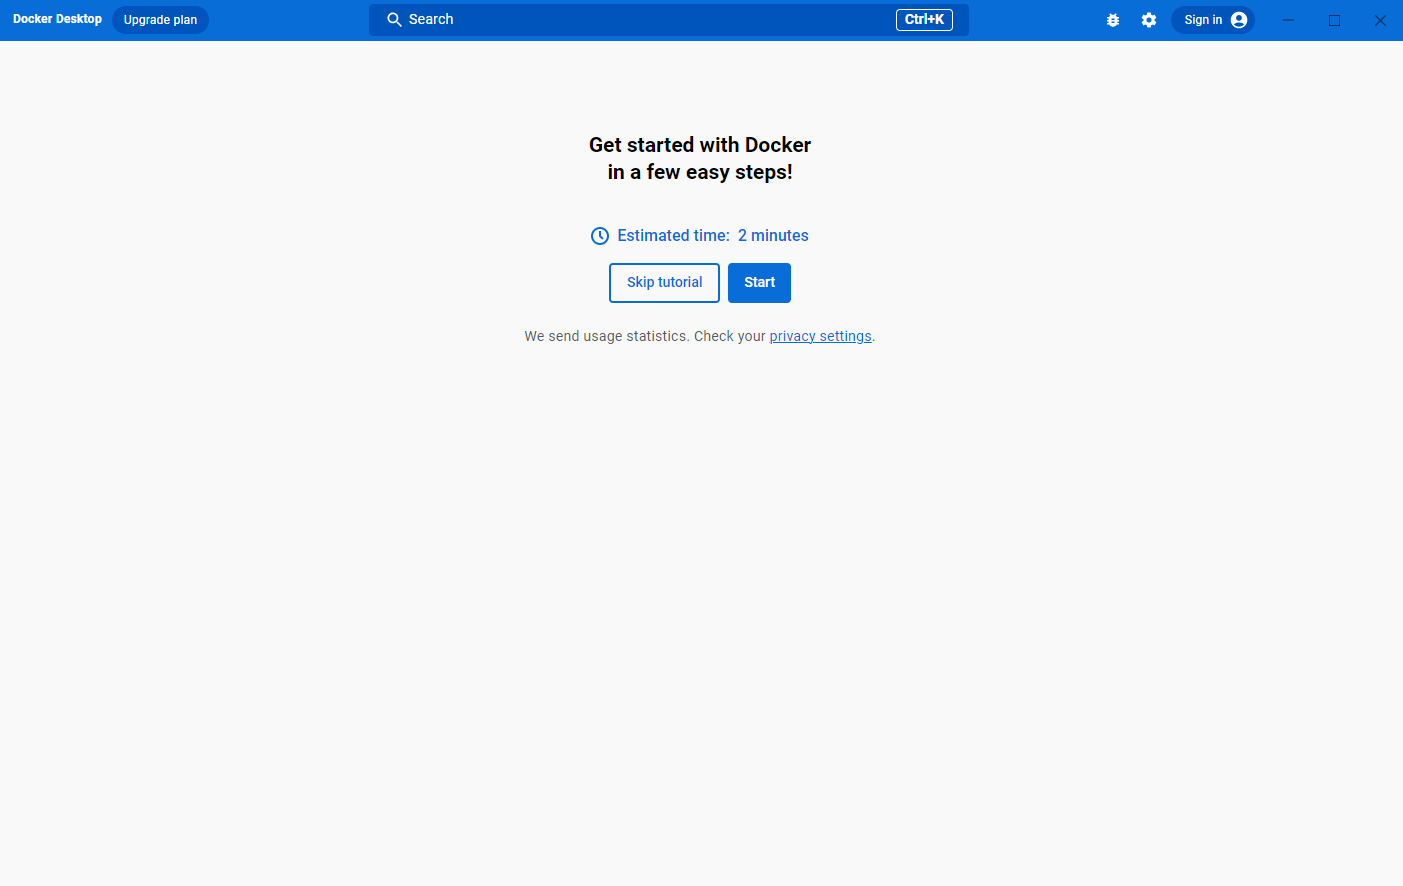 Docker Desktop Upgrade plan Search Ctrl+K Sign in
Get started with Docker
in a few easy steps!
Estimated time: 2 minutes
Skip tutorial Start
We send usage statistics. Check your privacy settings.